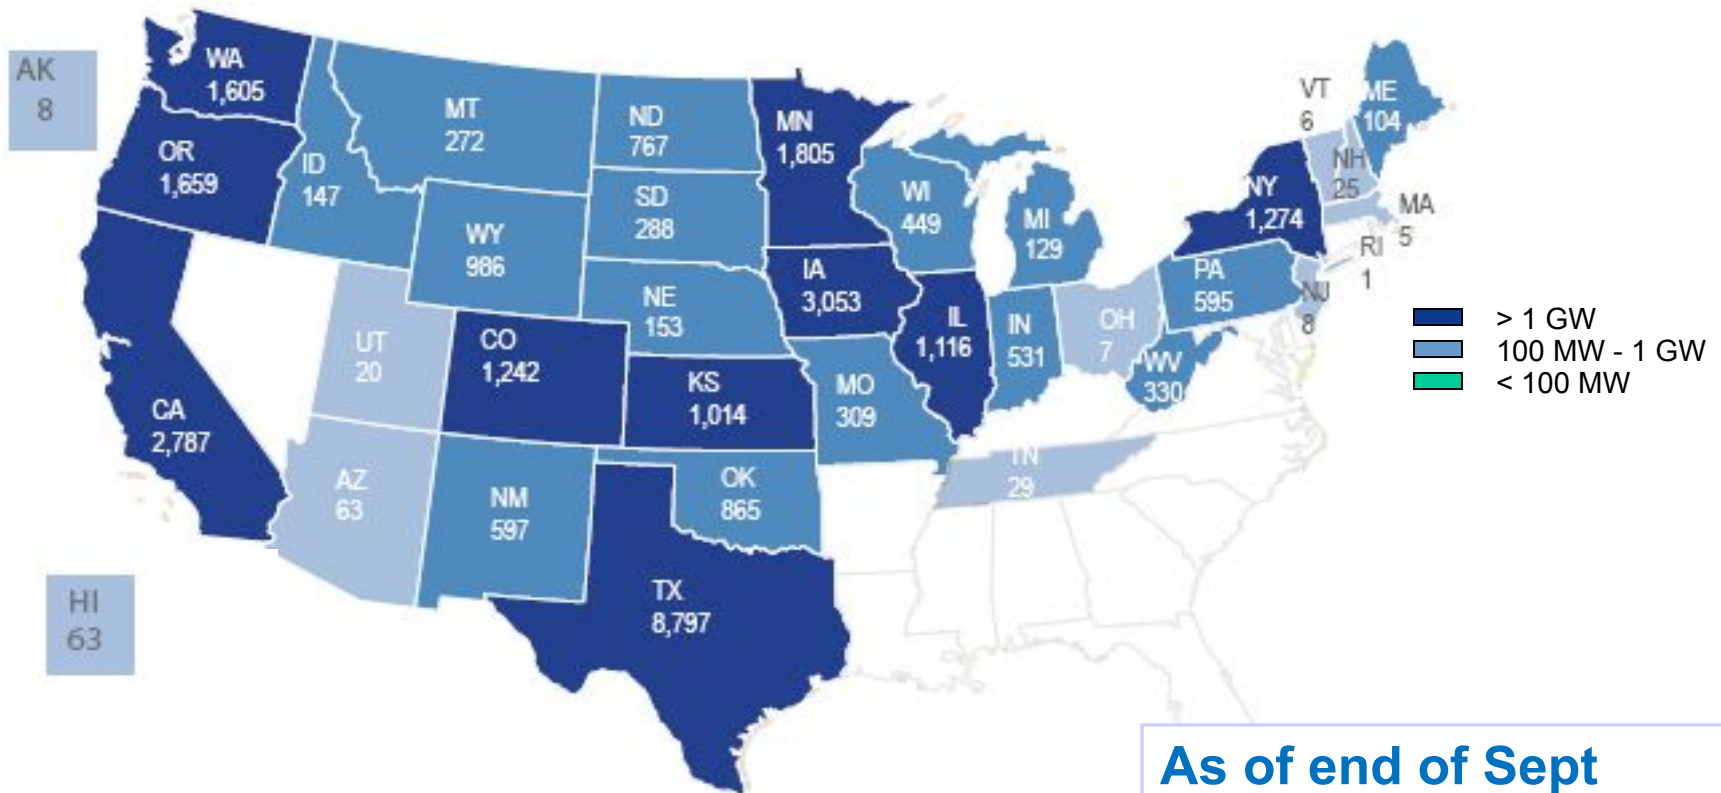 WA
1,605
AK
8
OR
1,659
ID
147
MT
272
ND
767
MN
1,805
SD
288
WY
986
WI
449
MI
129
VT
6
ME
104
NH
25
NY
1,274
MA
5
RI
1
PA
595
NJ
8
IA
3,053
NE
153
IL
1,116
IN
531
OH
7
WV
330
UT
20
CO
1,242
KS
1,014
MO
309
CA
2,787
AZ
63
NM
597
OK
865
TN
29
TX
8,797
HI
63
> 1 GW
100 MW - 1 GW
< 100 MW
As of end of Sept